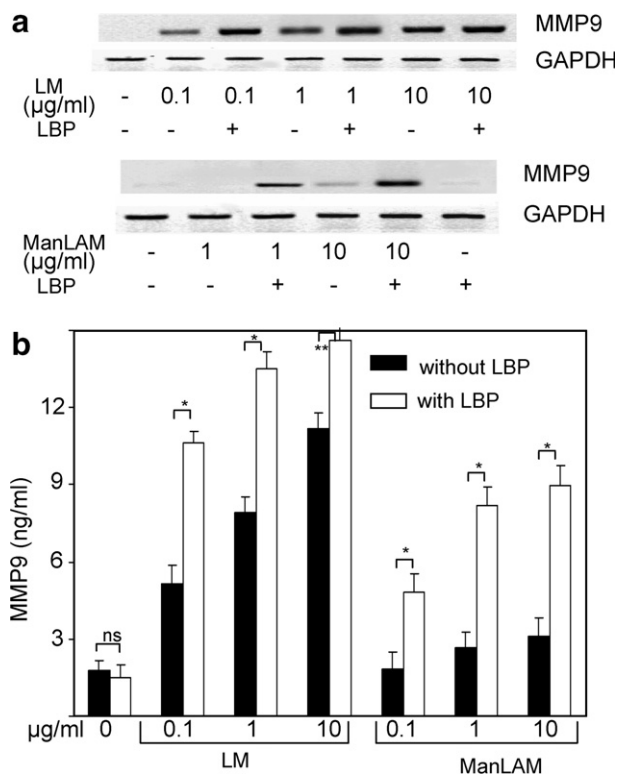 a
MMP9
GAPDH
LM (µg/ml) - 0.1 0.1 1 1 10 10
LBP - - + - + - +
MMP9
GAPDH
ManLAM (µg/ml) - 1 1 10 10 -
LBP - - + - + +
b
without LBP
with LBP
MMP9 (ng/ml)
12
9
6
3
ns * * ** * * *
µg/ml 0 0.1 1 10 0.1 1 10
LM ManLAM